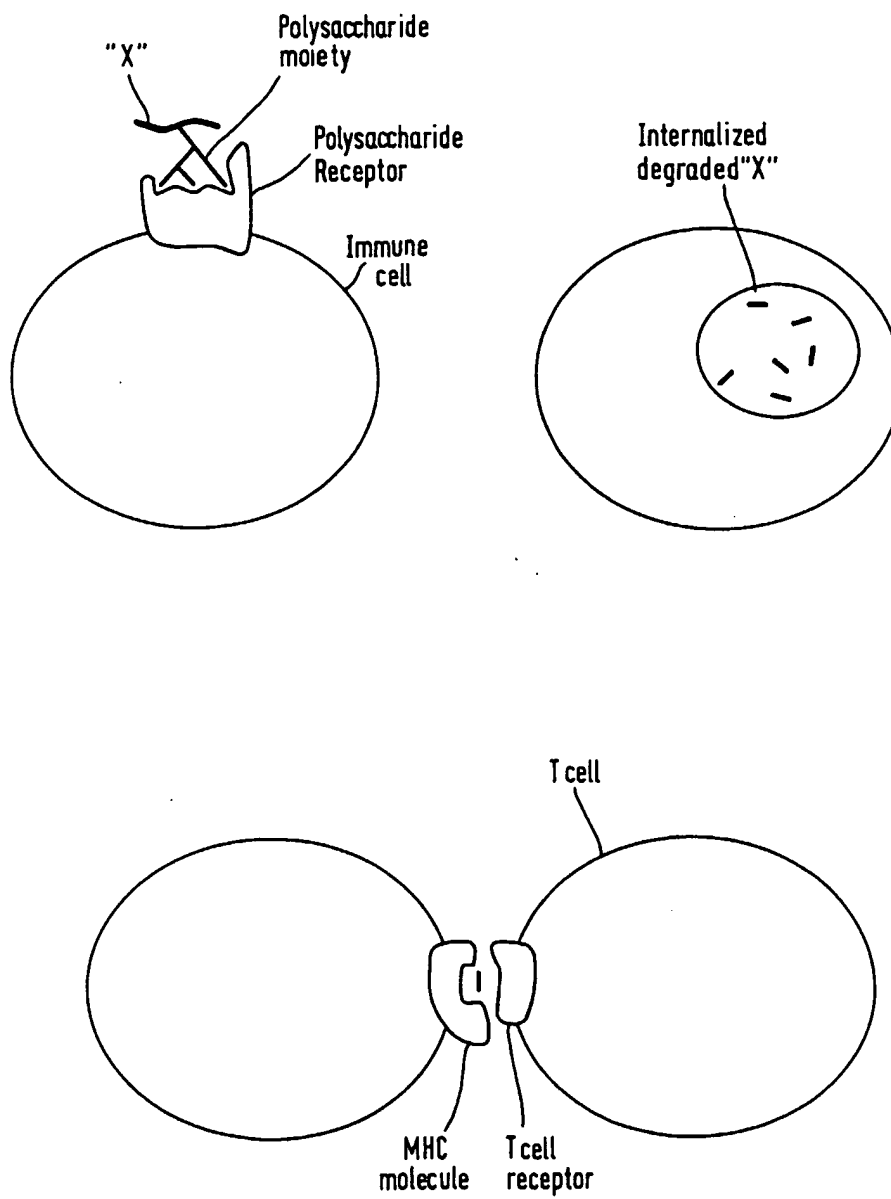 "X"
Polysaccharide
moiety
Polysaccharide
Receptor
Immune
cell
Internalized
degraded "X"
T cell
MHC
molecule
T cell
receptor